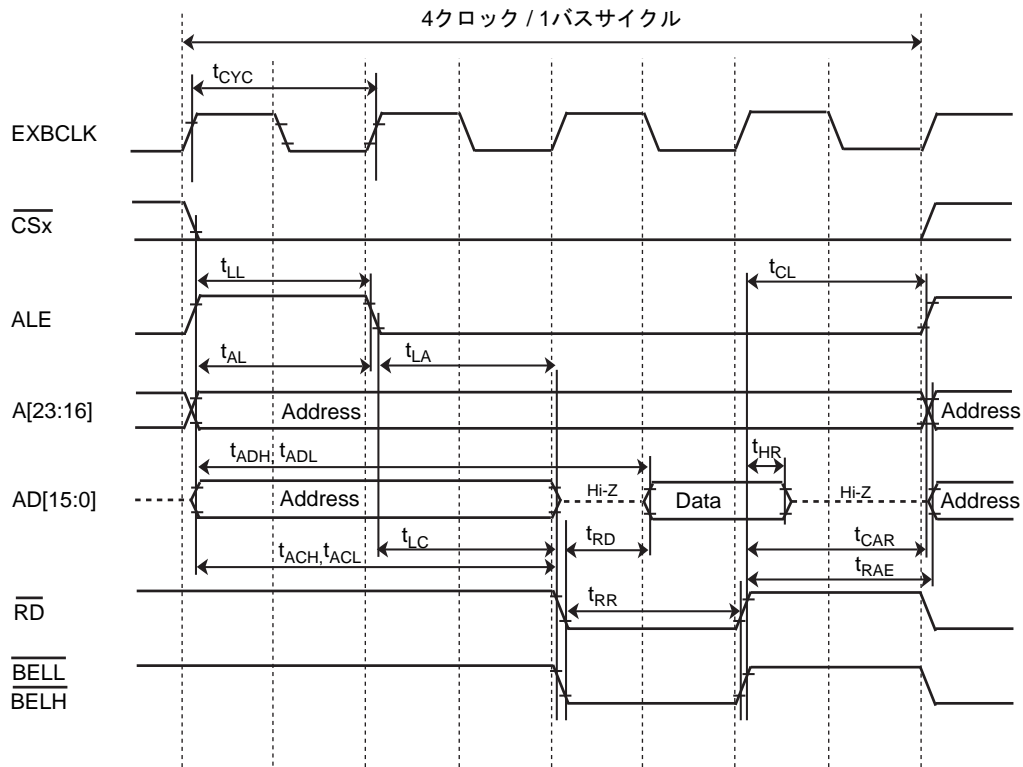 4クロック / 1バスサイクル
tCYC
EXBCLK
CSx
tLL
tCL
ALE
tAL
tLA
A[23:16]
Address
Address
tADH, tADL
tHR
AD[15:0]
Address
Hi-Z
Data
Hi-Z
Address
tLC
tRD
tCAR
tACH,tACL
tRAE
RD
tRR
BELL
BELH